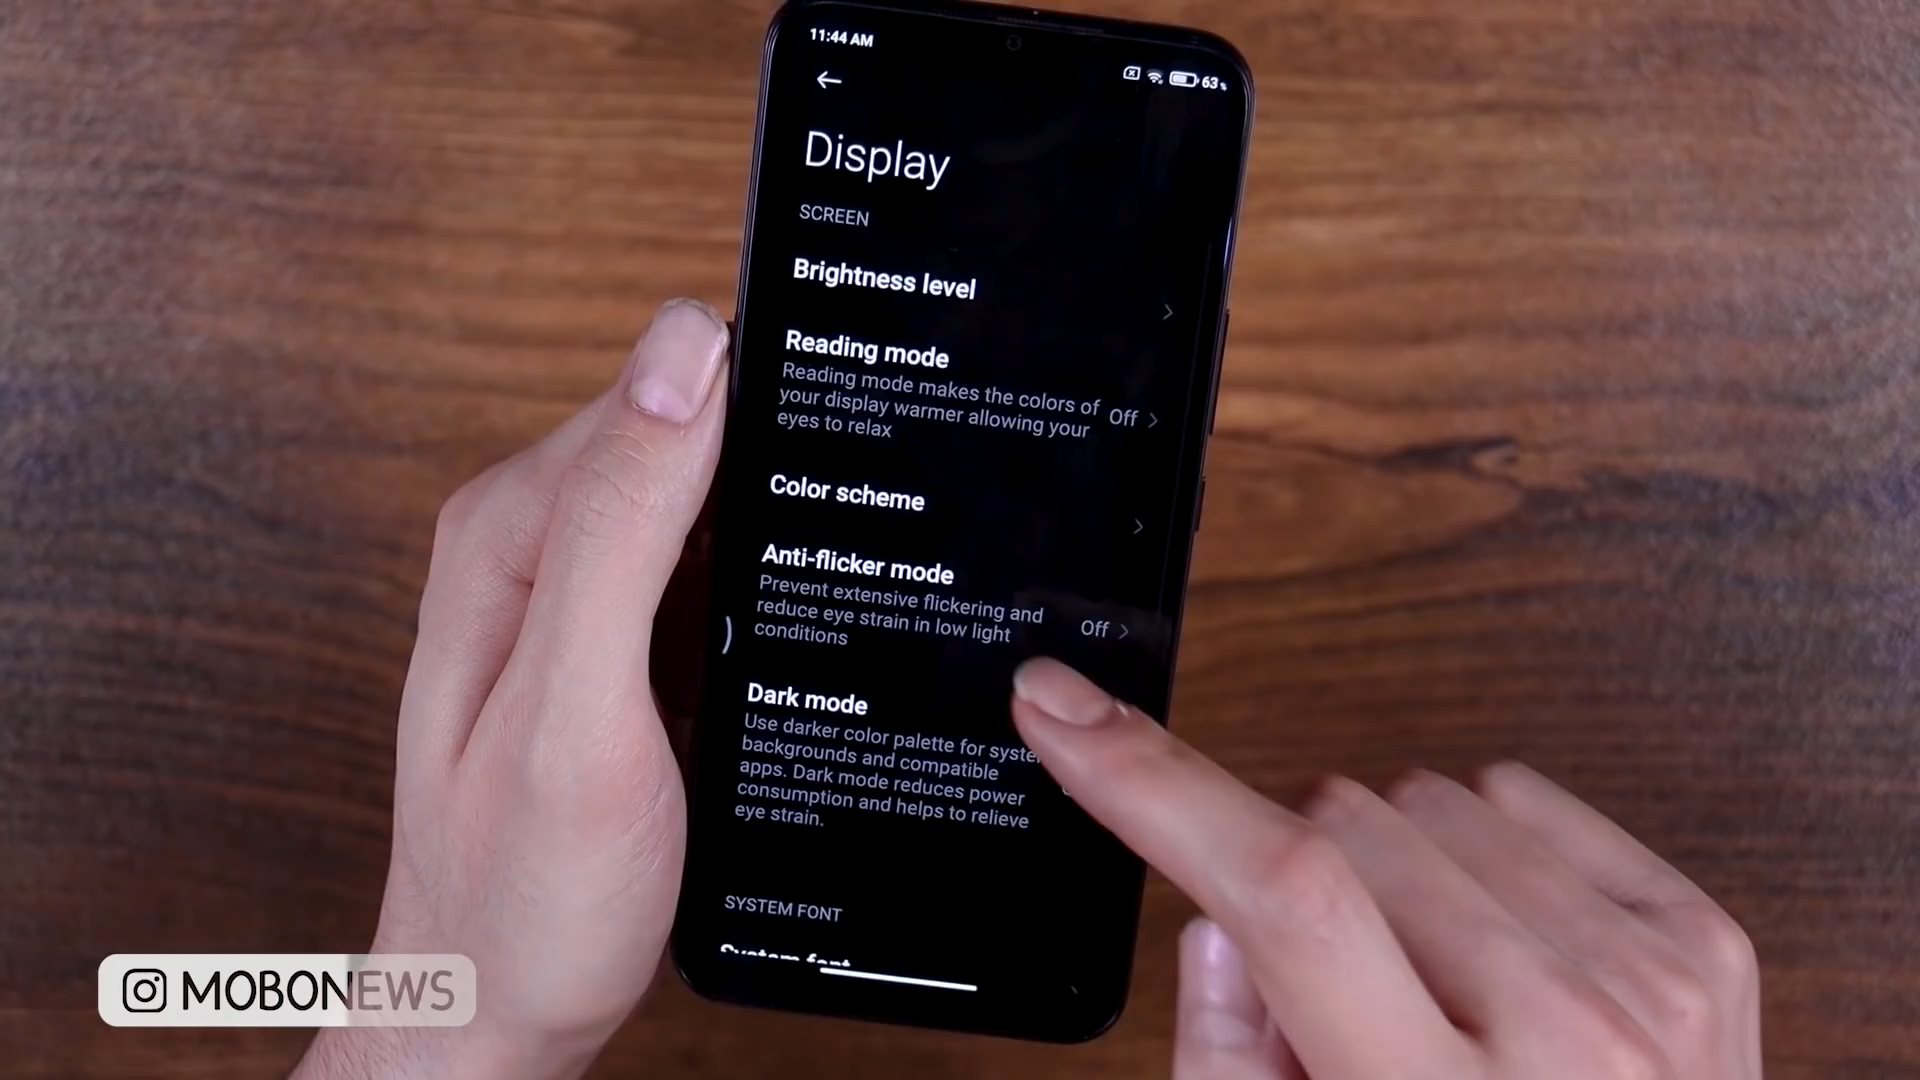 11:44 AM
63%
Display
SCREEN
Brightness level
Reading mode
Reading mode makes the colors of
your display warmer allowing your
eyes to relax
Off
Color scheme
Anti-flicker mode
Prevent extensive flickering and
reduce eye strain in low light
conditions
Off
Dark mode
Use darker color palette for
backgrounds and compatible
apps. Dark mode reduces power
consumption and helps to relieve
eye strain.
SYSTEM FONT
System font
MOBONEWS